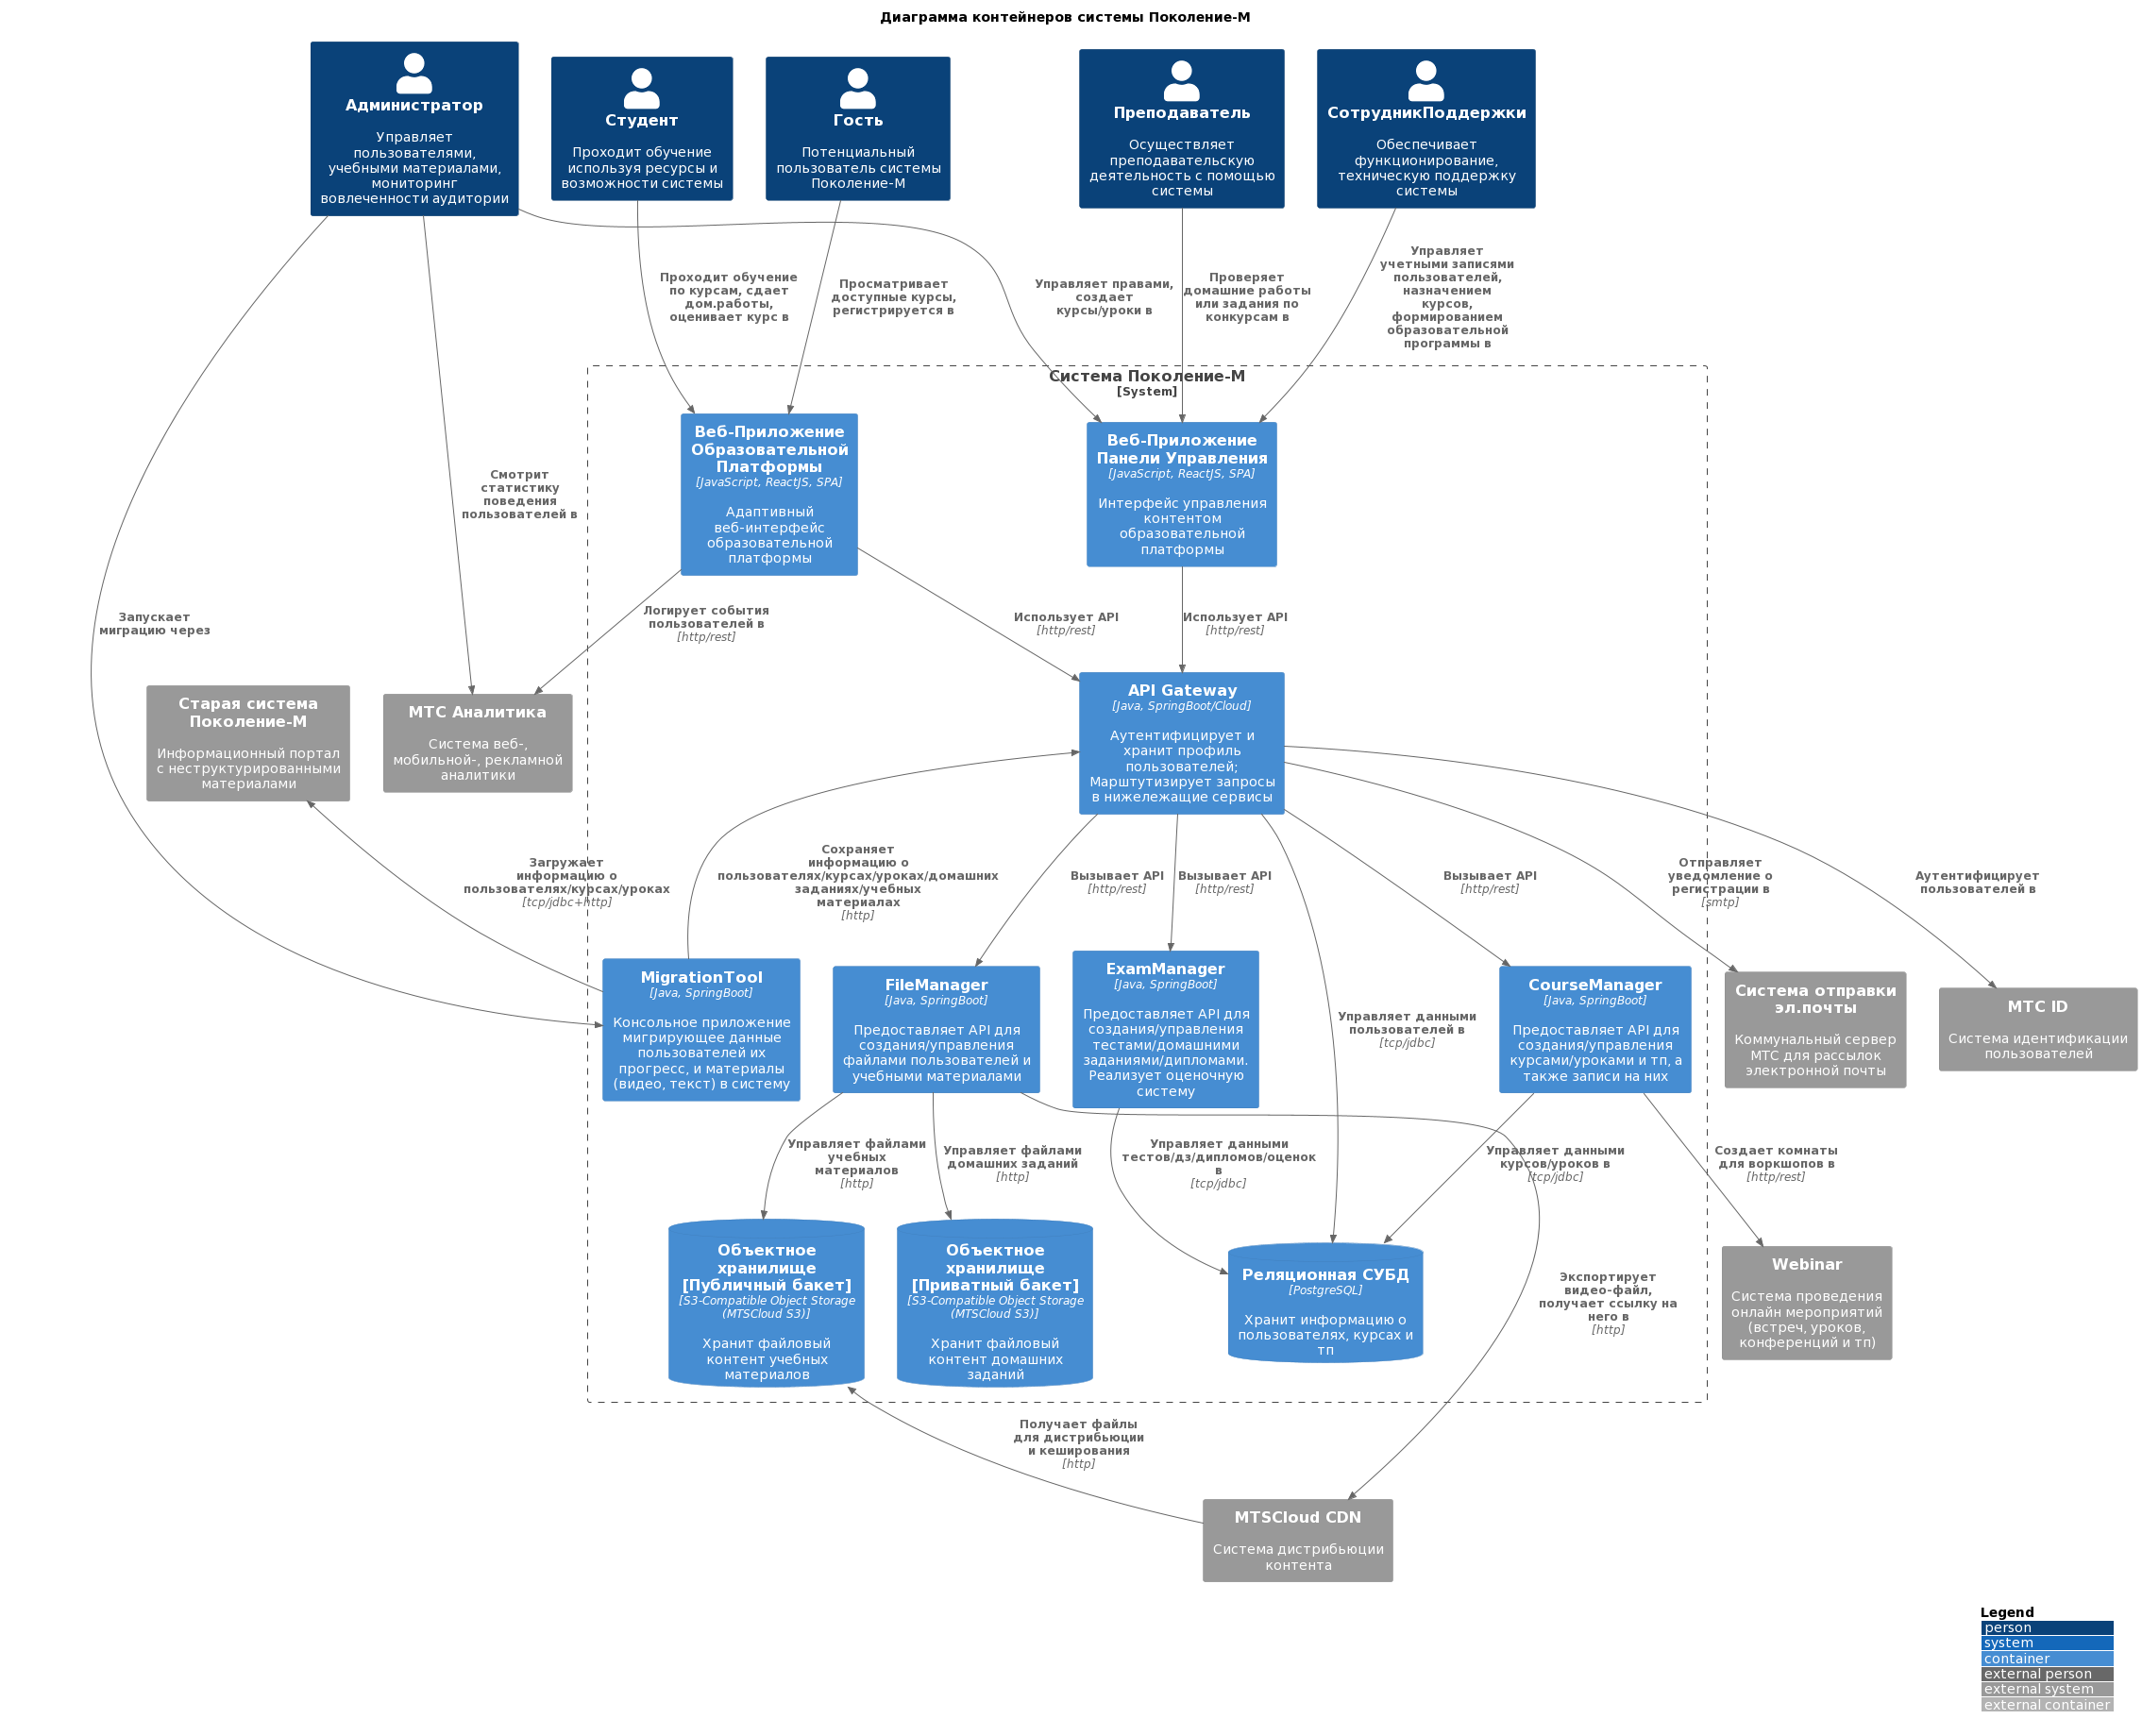 Диаграмма контейнеров системы Поколение-М
Администратор
Управляет
пользователями,
учебными материалами,
мониторинг
вовлеченности аудитории
Студент
Проходит обучение
используя ресурсы и
возможности системы
Гость
Потенциальный
пользователь системы
Поколение-М
Преподаватель
Осуществляет
преподавательскую
деятельность с помощью
системы
СотрудникПоддержки
Обеспечивает
функционирование,
техническую поддержку
системы
Проходит обучение
по курсам, сдает
дом.работы,
оценивает курс в
Просматривает
доступные курсы,
регистрируется в
Управляет правами,
создает
курсы/уроки в
Проверяет
домашние работы
или задания по
конкурсам в
Управляет
учетными записями
пользователей,
назначением
курсов,
формированием
образовательной
программы в
Система Поколение-М
[System]
Веб-Приложение
Образовательной
Платформы
[JavaScript, ReactJS, SPA]
Адаптивный
веб-интерфейс
образовательной
платформы
Веб-Приложение
Панели Управления
[JavaScript, ReactJS, SPA]
Интерфейс управления
контентом
образовательной
платформы
Смотрит
статистику
поведения
пользователей в
Запускает
миграцию через
Логирует события
пользователей в
[http/rest]
Использует API
[http/rest]
Использует API
[http/rest]
Старая система
Поколение-М
Информационный портал
с неструктурированными
материалами
МТС Аналитика
Система веб-,
мобильной-, рекламной
аналитики
API Gateway
[Java, SpringBoot/Cloud]
Аутентифицирует и
хранит профиль
пользователей;
Марштутизирует запросы
в нижележащие сервисы
Загружает
информацию о
пользователях/курсах/уроках
[tcp/jdbc+http]
Сохраняет
информацию о
пользователях/курсах/уроках/домашних
заданиях/учебных
материалах
[http]
Вызывает API
[http/rest]
Вызывает API
[http/rest]
Вызывает API
[http/rest]
Отправляет
уведомление о
регистрации в
[smtp]
Аутентифицирует
пользователей в
MigrationTool
[Java, SpringBoot]
Консольное приложение
мигрирующее данные
пользователей их
прогресс, и материалы
(видео, текст) в систему
FileManager
[Java, SpringBoot]
Предоставляет API для
создания/управления
файлами пользователей и
учебными материалами
ExamManager
[Java, SpringBoot]
Предоставляет API для
создания/управления
тестами/домашними
заданиями/дипломами.
Реализует оценочную
систему
Управляет данными
пользователей в
[tcp/jdbc]
CourseManager
[Java, SpringBoot]
Предоставляет API для
создания/управления
курсами/уроками и тп, а
также записи на них
Система отправки
эл.почты
Коммунальный сервер
МТС для рассылок
электронной почты
МТС ID
Система идентификации
пользователей
Управляет файлами
учебных
материалов
[http]
Управляет файлами
домашних заданий
[http]
Управляет данными
тестов/дз/дипломов/оценок
в
[tcp/jdbc]
Управляет данными
курсов/уроков в
[tcp/jdbc]
Создает комнаты
для воркшопов в
[http/rest]
Объектное
хранилище
[Публичный бакет]
[S3-Compatible Object Storage
(MTSCloud S3)]
Хранит файловый
контент учебных
материалов
Объектное
хранилище
[Приватный бакет]
[S3-Compatible Object Storage
(MTSCloud S3)]
Хранит файловый
контент домашних
заданий
Реляционная СУБД
[PostgreSQL]
Хранит информацию о
пользователях, курсах и
тп
Экспортирует
видео-файл,
получает ссылку на
него в
[http]
Webinar
Система проведения
онлайн мероприятий
(встреч, уроков,
конференций и тп)
Получает файлы
для дистрибьюции
и кеширования
[http]
MTSCloud CDN
Система дистрибьюции
контента
Legend
person
system
container
external person
external system
external container